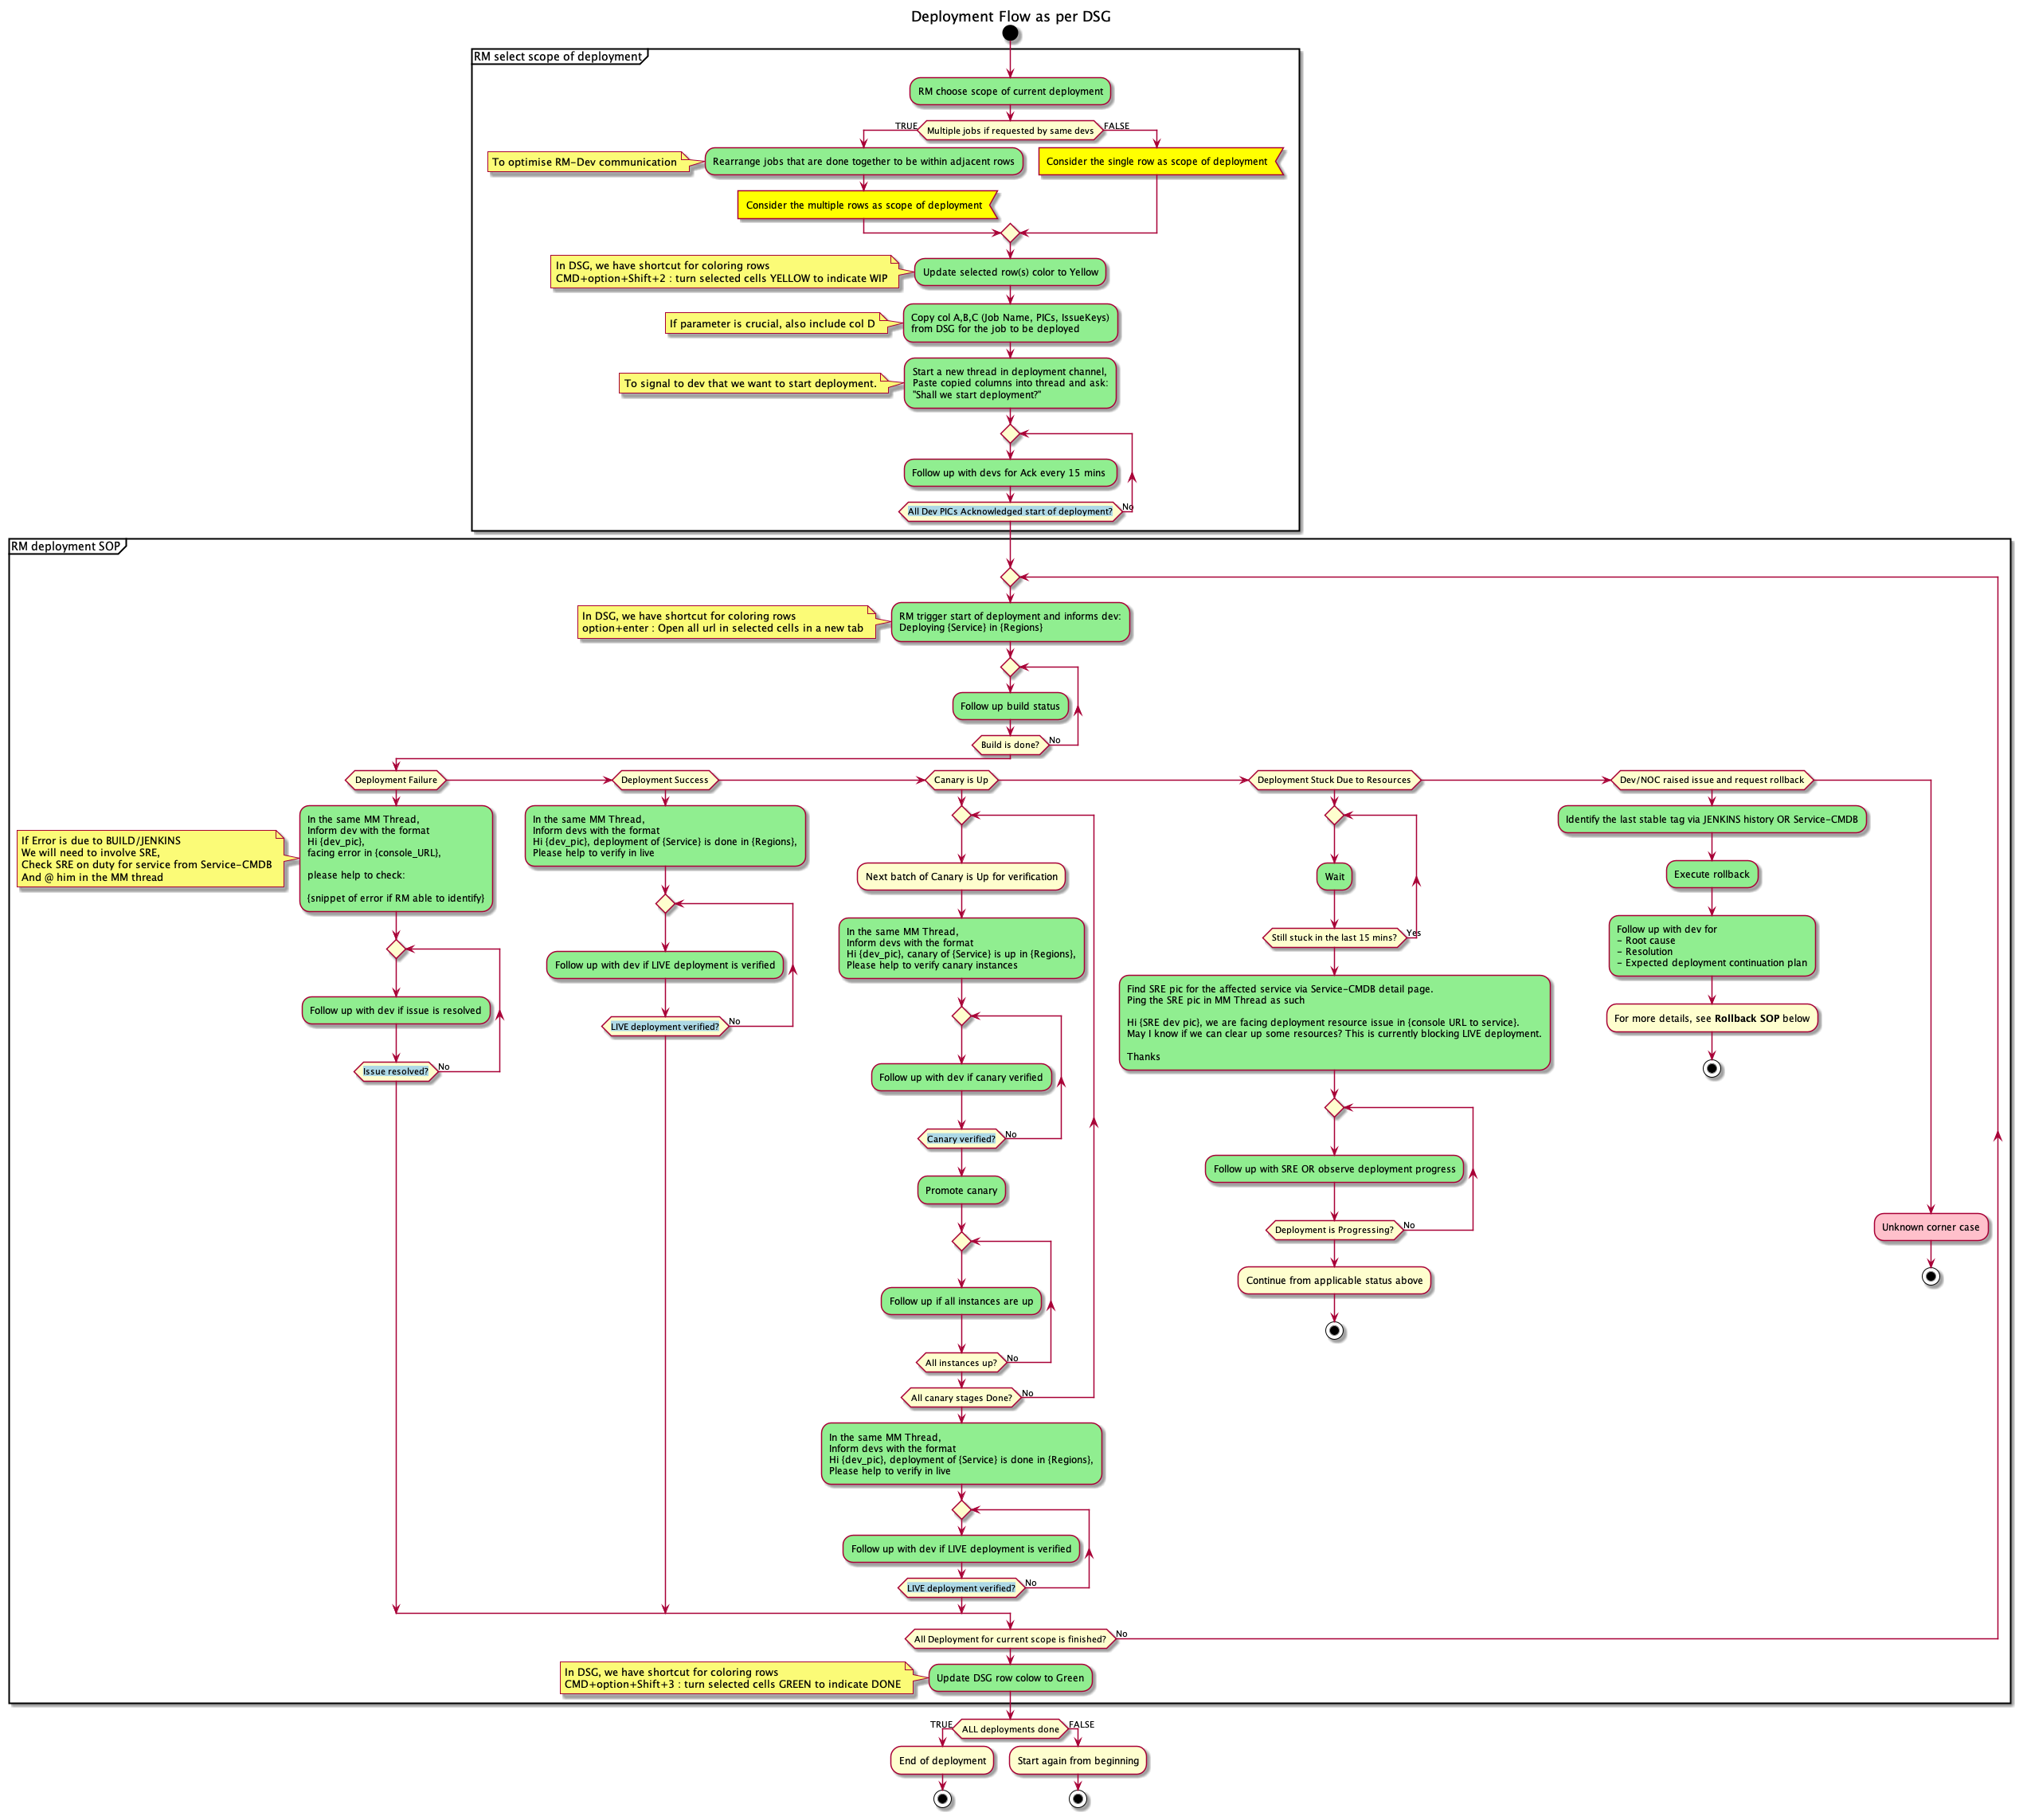 Deployment Flow as per DSG
RM select scope of deployment
RM choose scope of current deployment
TRUE
Multiple jobs if requested by same devs
FALSE
To optimise RM-Dev communication
Rearrange jobs that are done together to be within adjacent rows
Consider the single row as scope of deployment
Consider the multiple rows as scope of deployment
In DSG, we have shortcut for coloring rows
CMD+option+Shift+2 : turn selected cells YELLOW to indicate WIP
Update selected row(s) color to Yellow
If parameter is crucial, also include col D
Copy col A,B,C (Job Name, PICs, IssueKeys)
from DSG for the job to be deployed
To signal to dev that we want to start deployment.
Start a new thread in deployment channel,
Paste copied columns into thread and ask:
"Shall we start deployment?"
Follow up with devs for Ack every 15 mins
All Dev PICs Acknowledged start of deployment?
No
RM deployment SOP
In DSG, we have shortcut for coloring rows
option+enter : Open all url in selected cells in a new tab
RM trigger start of deployment and informs dev:
Deploying {Service} in {Regions}
Follow up build status
Build is done?
No
Deployment Failure
If Error is due to BUILD/JENKINS
We will need to involve SRE,
Check SRE on duty for service from Service-CMDB
And @ him in the MM thread
In the same MM Thread,
Inform dev with the format
Hi {dev_pic},
facing error in {console_URL},
please help to check:
{snippet of error if RM able to identify}
Follow up with dev if issue is resolved
Issue resolved?
No
Deployment Success
In the same MM Thread,
Inform devs with the format
Hi {dev_pic}, deployment of {Service} is done in {Regions},
Please help to verify in live
Follow up with dev if LIVE deployment is verified
LIVE deployment verified?
No
Canary is Up
Next batch of Canary is Up for verification
In the same MM Thread,
Inform devs with the format
Hi {dev_pic}, canary of {Service} is up in {Regions},
Please help to verify canary instances
Follow up with dev if canary verified
Canary verified?
No
Promote canary
Follow up if all instances are up
All instances up?
No
All canary stages Done?
No
In the same MM Thread,
Inform devs with the format
Hi {dev_pic}, deployment of {Service} is done in {Regions},
Please help to verify in live
Follow up with dev if LIVE deployment is verified
LIVE deployment verified?
No
Deployment Stuck Due to Resources
Wait
Still stuck in the last 15 mins?
Yes
Find SRE pic for the affected service via Service-CMDB detail page.
Ping the SRE pic in MM Thread as such
Hi {SRE dev pic}, we are facing deployment resource issue in {console URL to service}.
May I know if we can clear up some resources? This is currently blocking LIVE deployment.
Thanks
Follow up with SRE OR observe deployment progress
Deployment is Progressing?
No
Continue from applicable status above
Dev/NOC raised issue and request rollback
Identify the last stable tag via JENKINS history OR Service-CMDB
Execute rollback
Follow up with dev for
- Root cause
- Resolution
- Expected deployment continuation plan
For more details, see Rollback SOP below
Unknown corner case
All Deployment for current scope is finished?
No
In DSG, we have shortcut for coloring rows
CMD+option+Shift+3 : turn selected cells GREEN to indicate DONE
Update DSG row colow to Green
TRUE
ALL deployments done
FALSE
End of deployment
Start again from beginning